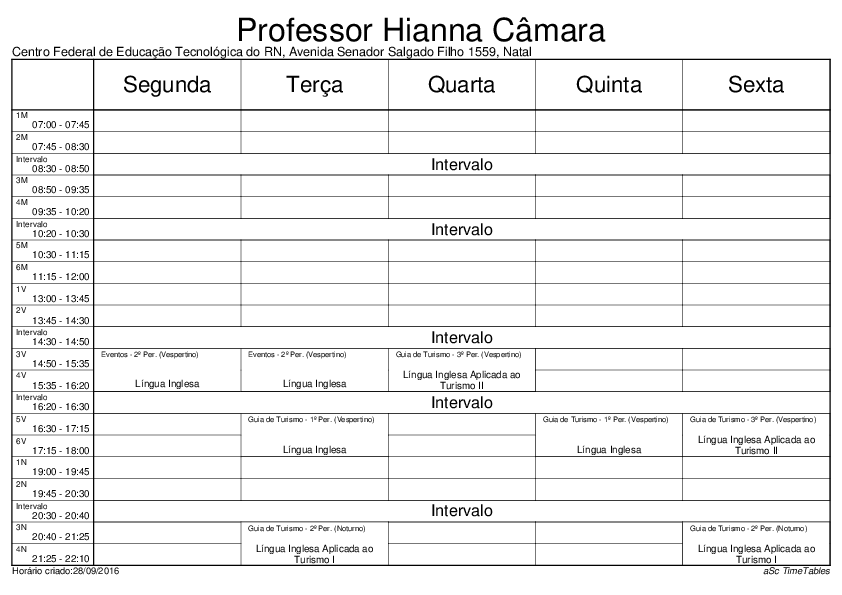 Professor Hianna Câmara
Centro Federal de Educação Tecnológica do RN, Avenida Senador Salgado Filho 1559, Natal
Segunda Terça Quarta Quinta Sexta
1M
07:00 - 07:45
2M
07:45 - 08:30
Intervalo
08:30 - 08:50
Intervalo
3M
08:50 - 09:35
4M
09:35 - 10:20
Intervalo
10:20 - 10:30
Intervalo
5M
10:30 - 11:15
6M
11:15 - 12:00
1V
13:00 - 13:45
2V
13:45 - 14:30
Intervalo
14:30 - 14:50
Intervalo
3V
14:50 - 15:35
4V
15:35 - 16:20
Eventos - 2º Per. (Vespertino)
Língua Inglesa
Eventos - 2º Per. (Vespertino)
Língua Inglesa
Guia de Turismo - 3º Per. (Vespertino)
Língua Inglesa Aplicada ao
Turismo II
Intervalo
16:20 - 16:30
Intervalo
5V
16:30 - 17:15
6V
17:15 - 18:00
Guia de Turismo - 1º Per. (Vespertino)
Língua Inglesa
Guia de Turismo - 1º Per. (Vespertino)
Língua Inglesa
Guia de Turismo - 3º Per. (Vespertino)
Língua Inglesa Aplicada ao
Turismo II
1N
19:00 - 19:45
2N
19:45 - 20:30
Intervalo
20:30 - 20:40
Intervalo
3N
20:40 - 21:25
4N
21:25 - 22:10
Guia de Turismo - 2º Per. (Noturno)
Língua Inglesa Aplicada ao
Turismo I
Guia de Turismo - 2º Per. (Noturno)
Língua Inglesa Aplicada ao
Turismo I
Horário criado:28/09/2016
aSc TimeTables